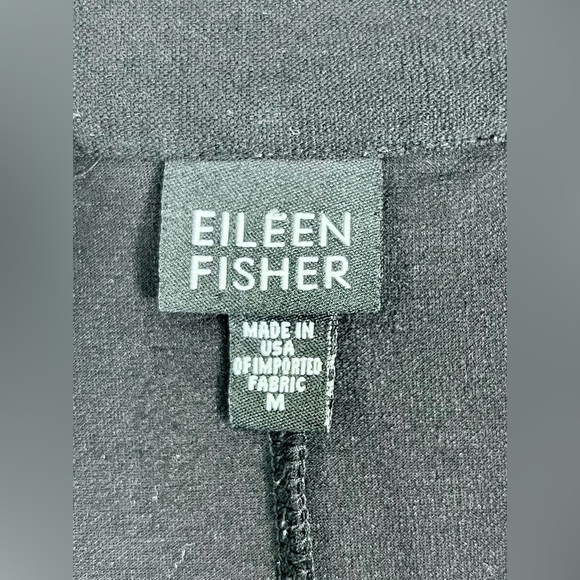 EILEEN
FISHER
MADE IN
USA
OF IMPORTED
FABRIC
M